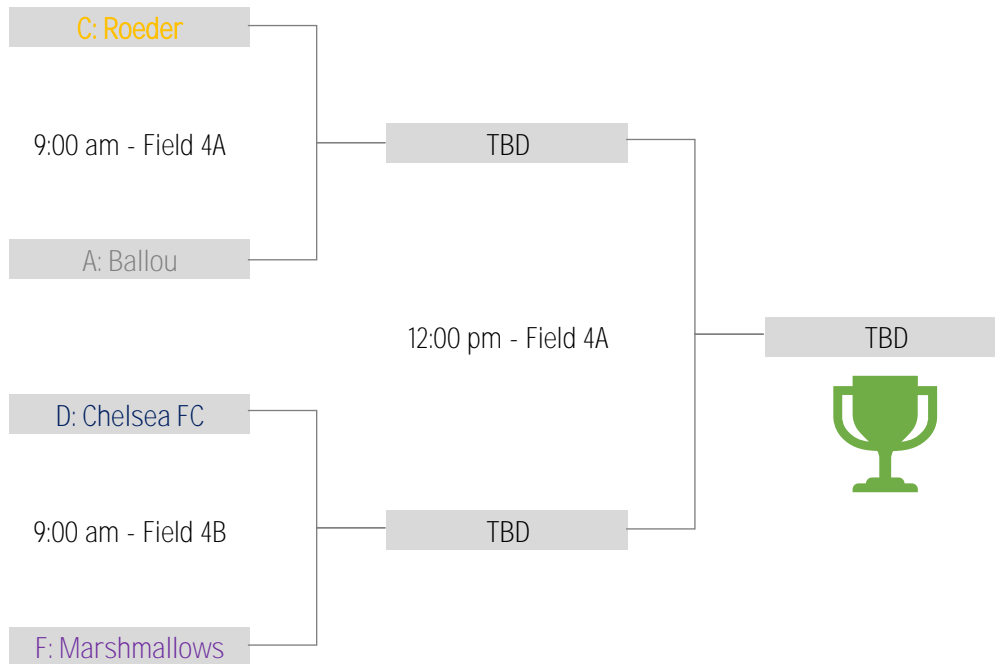 C: Roeder
9:00 am - Field 4A
TBD
A: Ballou
12:00 pm - Field 4A
TBD
D: Chelsea FC
9:00 am - Field 4B
TBD
F: Marshmallows